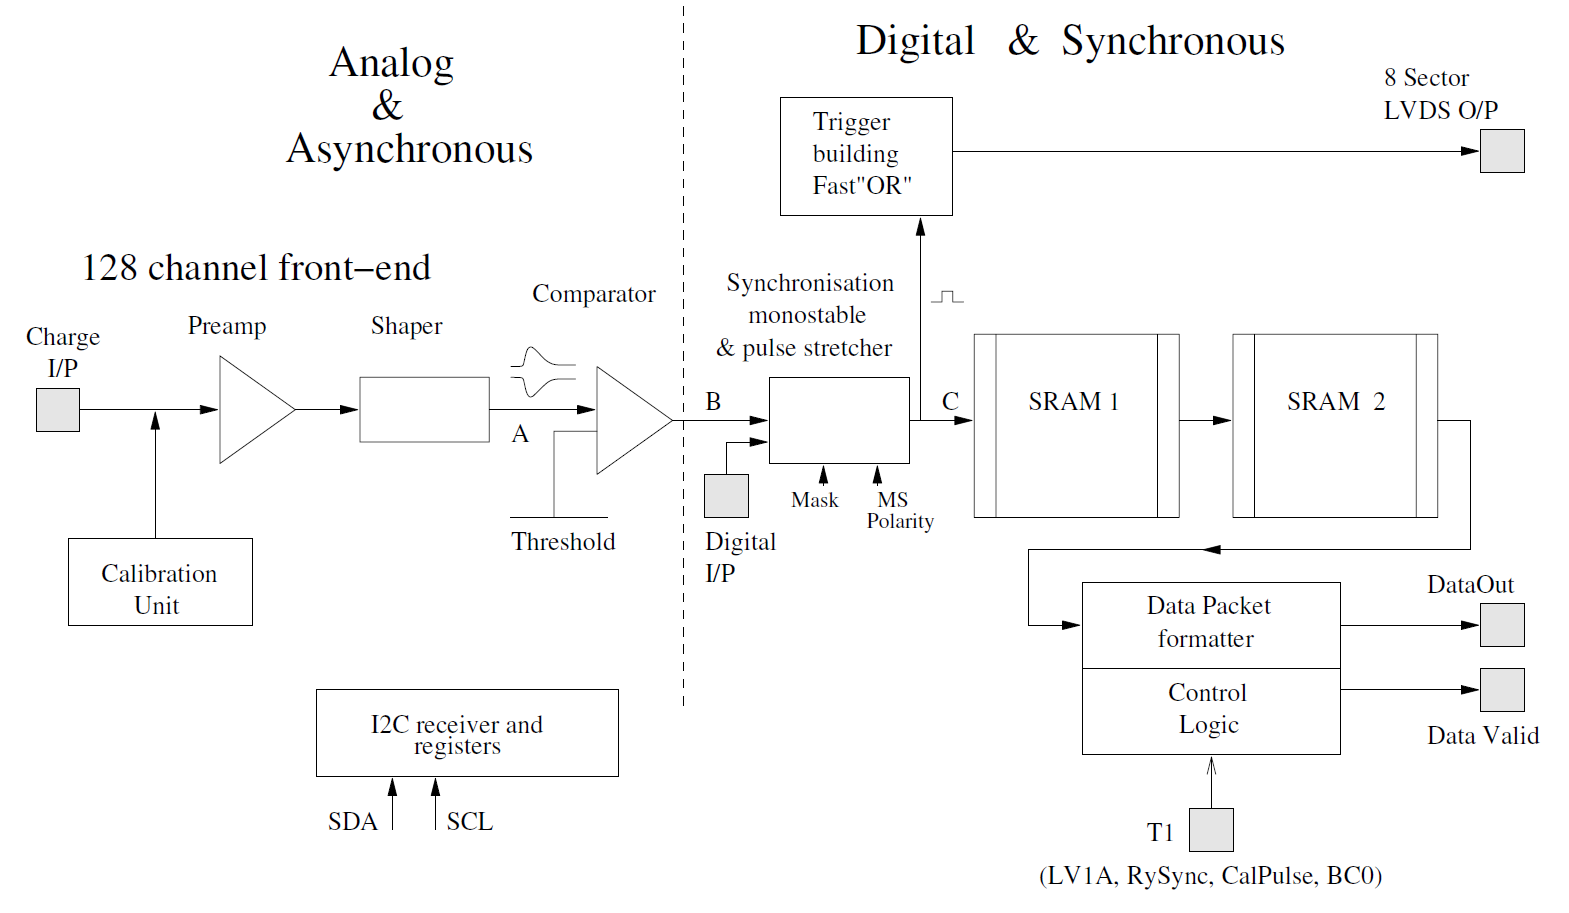 Analog
&
Asynchronous
Digital & Synchronous
8 Sector
LVDS O/P
Trigger
building
Fast"OR"
128 channel front−end
Charge
I/P
Preamp
Shaper
Comparator
Synchronisation
monostable
& pulse stretcher
A
B
C
SRAM 1
SRAM 2
Mask
MS
Polarity
Threshold
Digital
I/P
Calibration
Unit
Data Packet
formatter
DataOut
Control
Logic
Data Valid
I2C receiver and
registers
SDA
SCL
T1
(LV1A, RySync, CalPulse, BC0)